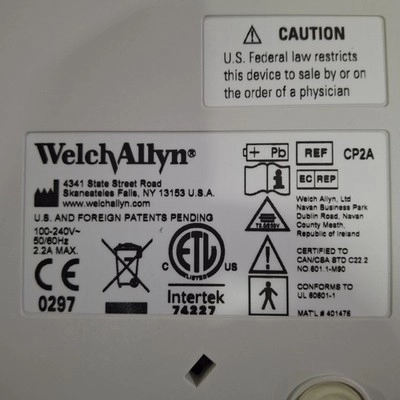 CAUTION
U.S. Federal law restricts
this device to sale by or on
the order of a physician
WelchAllyn®
4341 State Street Road
Skaneateles Falls, NY 13153 U.S.A.
www.welchallyn.com
U.S. AND FOREIGN PATENTS PENDING
100-240V~
50/60Hz
2.2A MAX.
CE
0297
C ETL US
LISTED
Intertek
74227
+ Pb
REF CP2A
EC REP
Welch Allyn, Ltd
Navan Business Park
Dublin Road, Navan
County Meath,
Republic of Ireland
CERTIFIED TO
CAN/CSA STD C22.2
NO.601.1-M90
CONFORMS TO
UL 60601-1
MAT'L # 401476